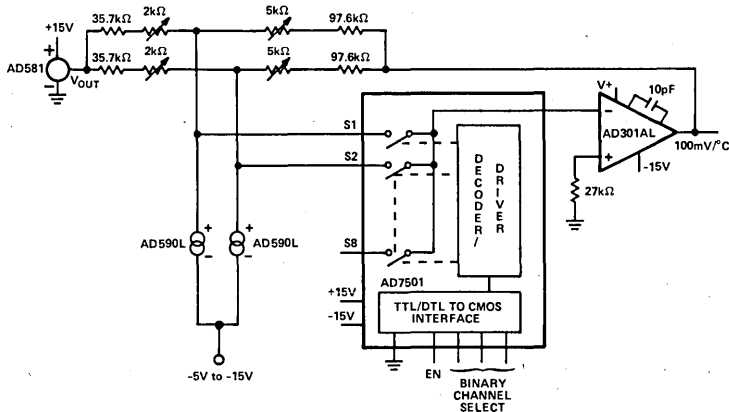 35.7kΩ
2kΩ
5kΩ
97.6kΩ
+15V
+
AD581
−
VOUT
35.7kΩ
2kΩ
5kΩ
97.6kΩ
V+
10pF
−
AD301AL
+
-15V
100mV/°C
27kΩ
S1
S2
S8
DECODER/
DRIVER
AD590L
+
−
+
−
AD590L
AD7501
+15V
-15V
TTL/DTL TO CMOS
INTERFACE
-5V to -15V
EN
BINARY
CHANNEL
SELECT